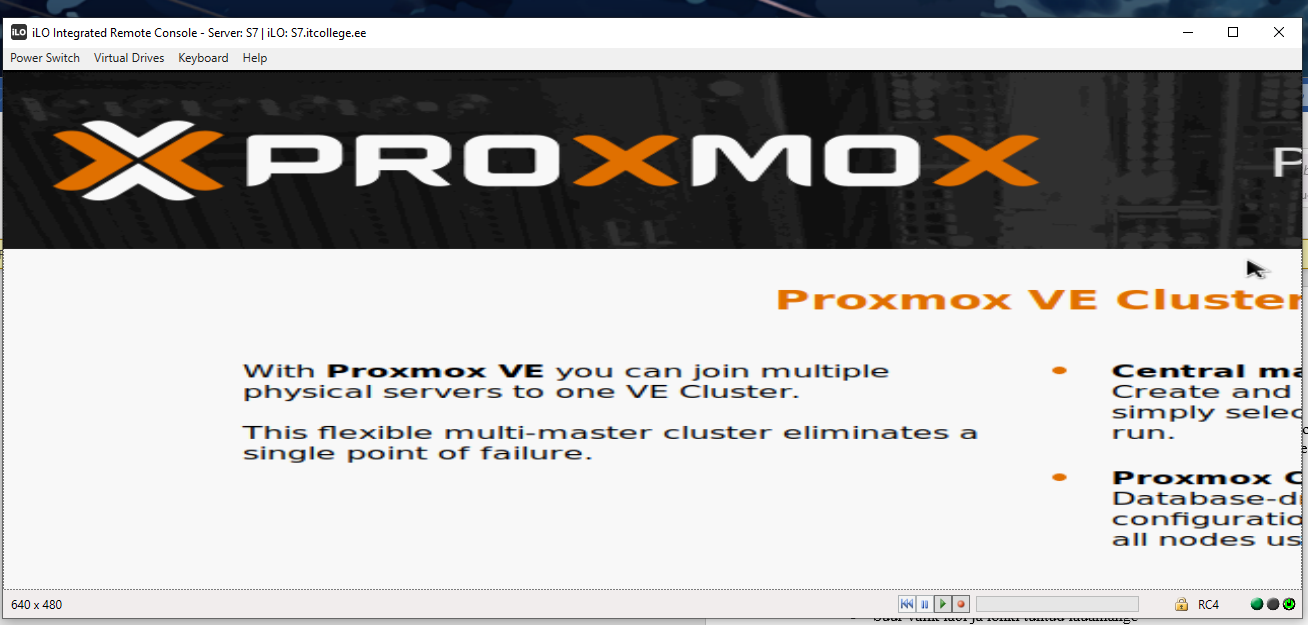 iLO Integrated Remote Console - Server: S7 | iLO: S7.itcollege.ee
Power Switch Virtual Drives Keyboard Help
PROXMOX P
Proxmox VE Cluster
With Proxmox VE you can join multiple
physical servers to one VE Cluster.
This flexible multi-master cluster eliminates a
single point of failure.
• Central ma
Create and
simply selec
run.
• Proxmox C
Database-d
configuratio
all nodes us
640 x 480
RC4